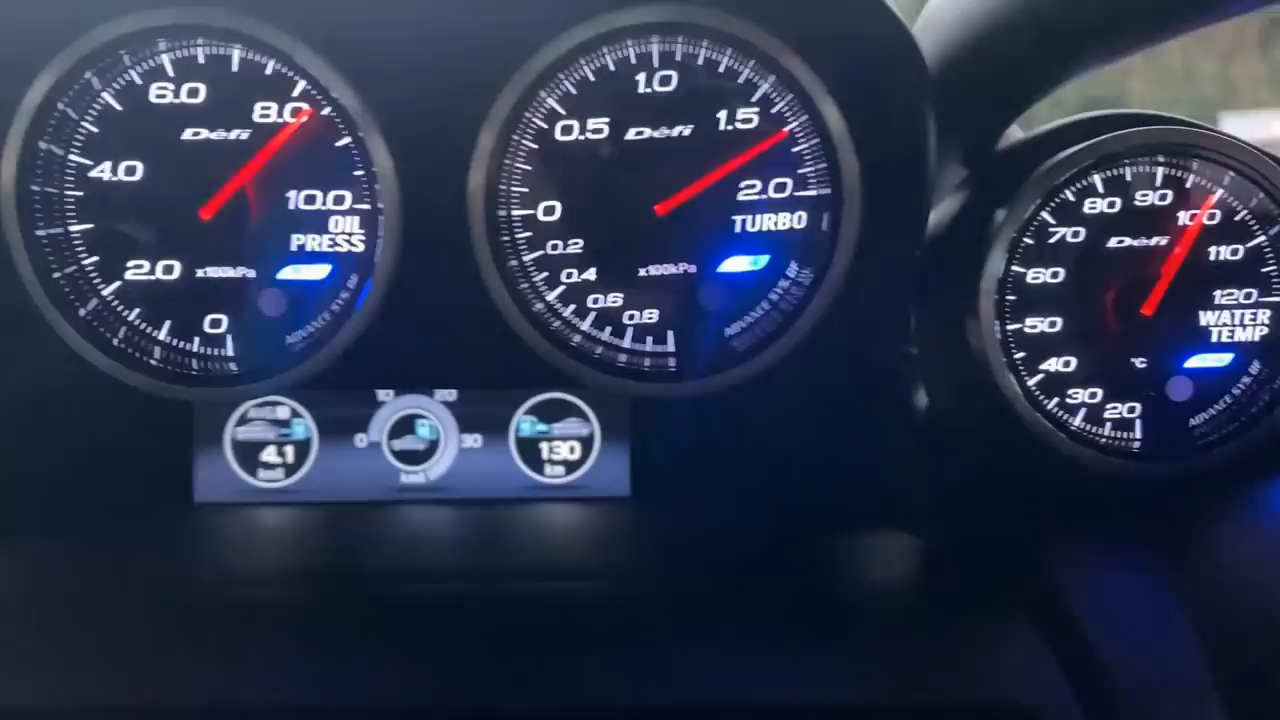 6.0
8.0
Défi
4.0
10.0
OIL
PRESS
2.0
x100kPa
0
ADVANCE SYS. BF
1.0
0.5
Défi
1.5
2.0
0
TURBO
0.2
0.4
x100kPa
0.6
0.8
ADVANCE SYS. BF
80
90
100
70
Défi
110
60
120
50
WATER
TEMP
40
°C
30
20
ADVANCE SYS. BF
4.1
km/l
10
20
0
30
km/l
130
km